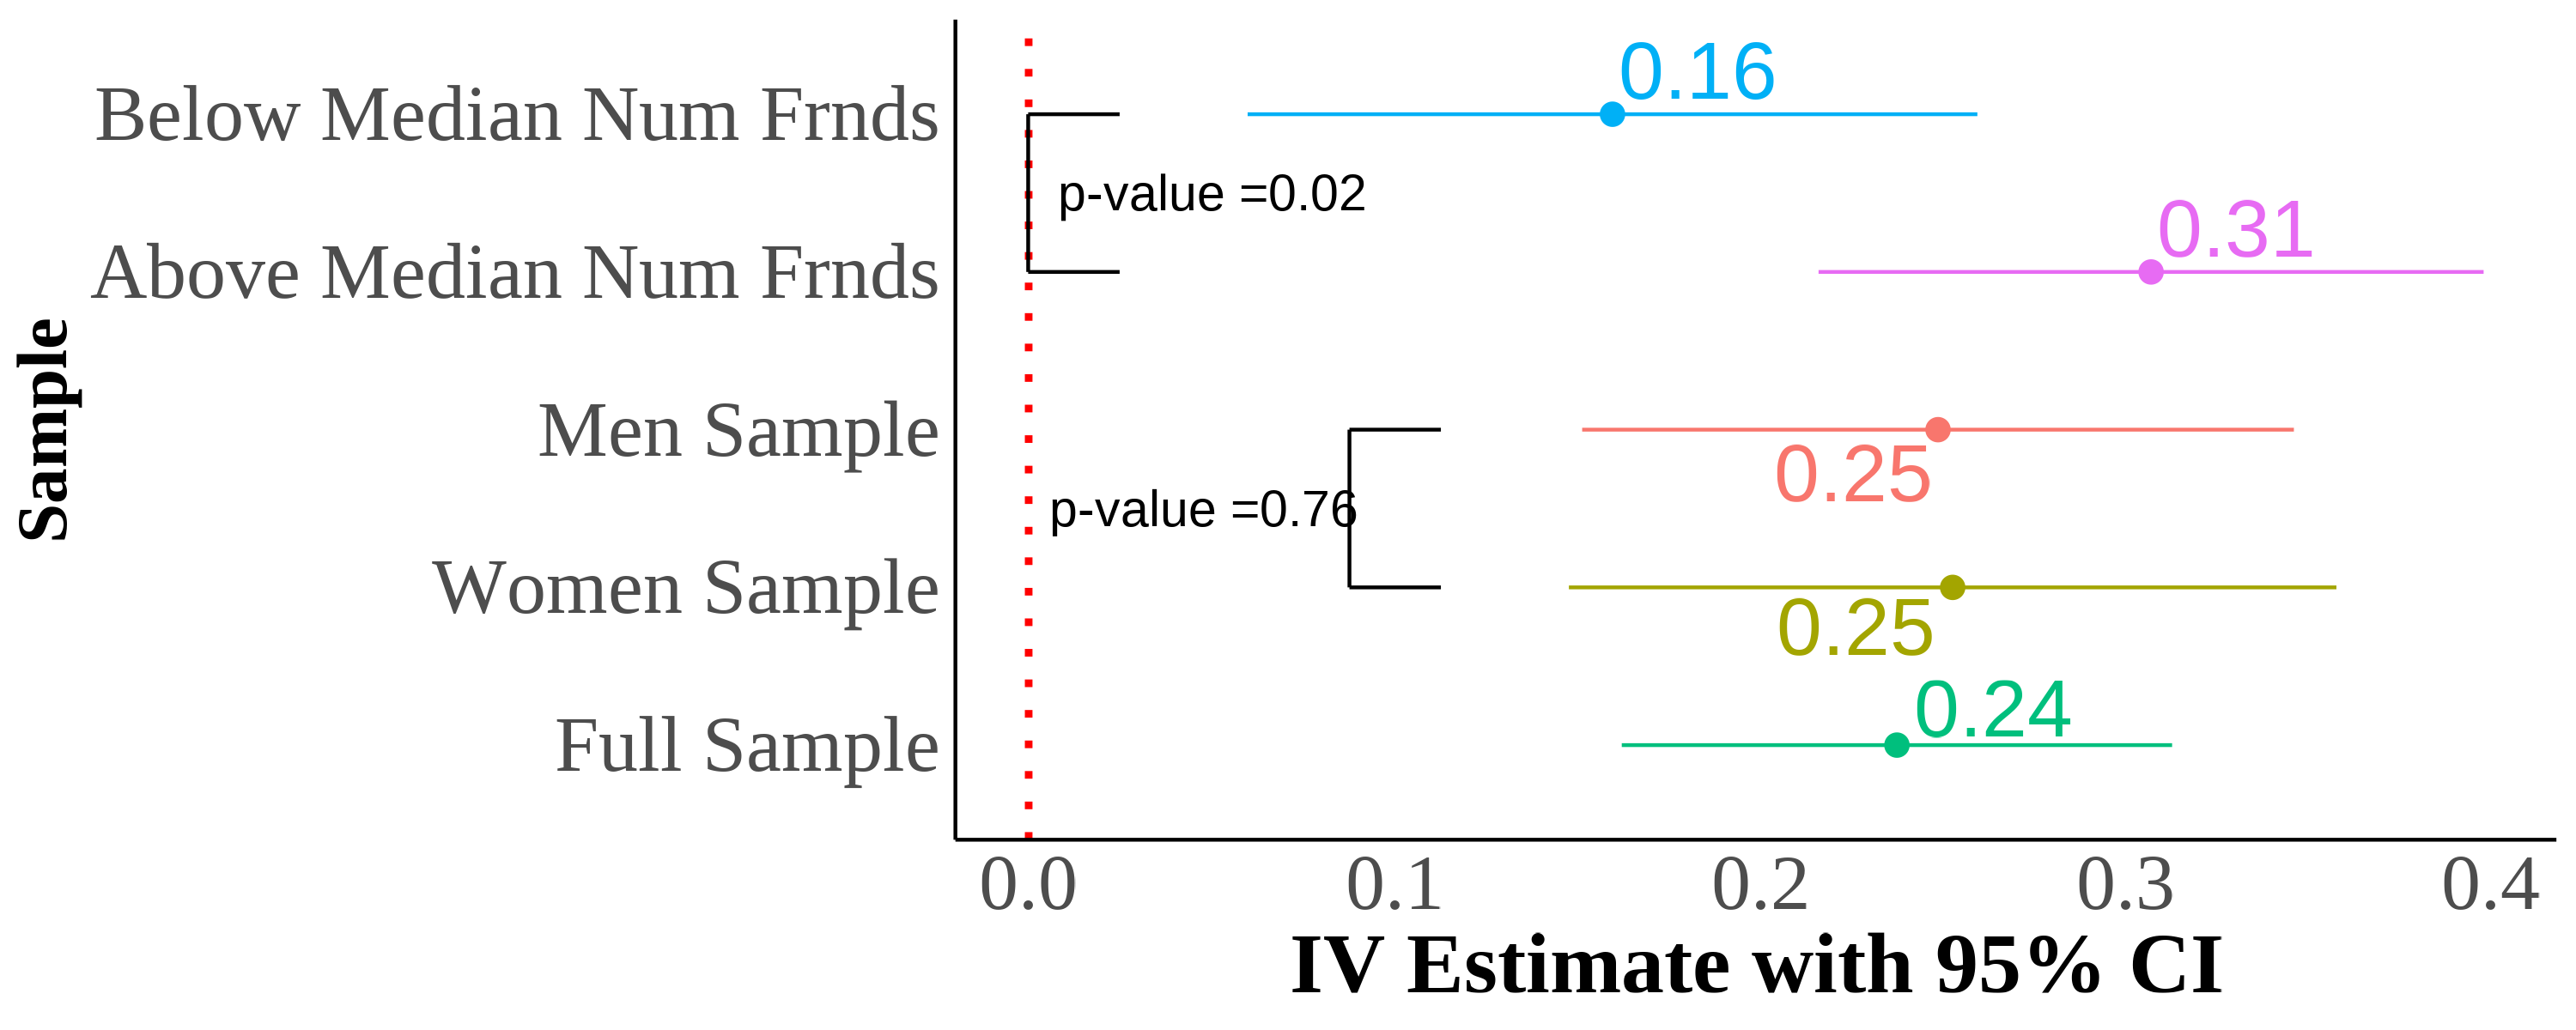 Below Median Num Frnds
0.16
p-value =0.02
Above Median Num Frnds
0.31
Men Sample
0.25
p-value =0.76
Women Sample
0.25
Full Sample
0.24
Sample
0.0 0.1 0.2 0.3 0.4
IV Estimate with 95% CI